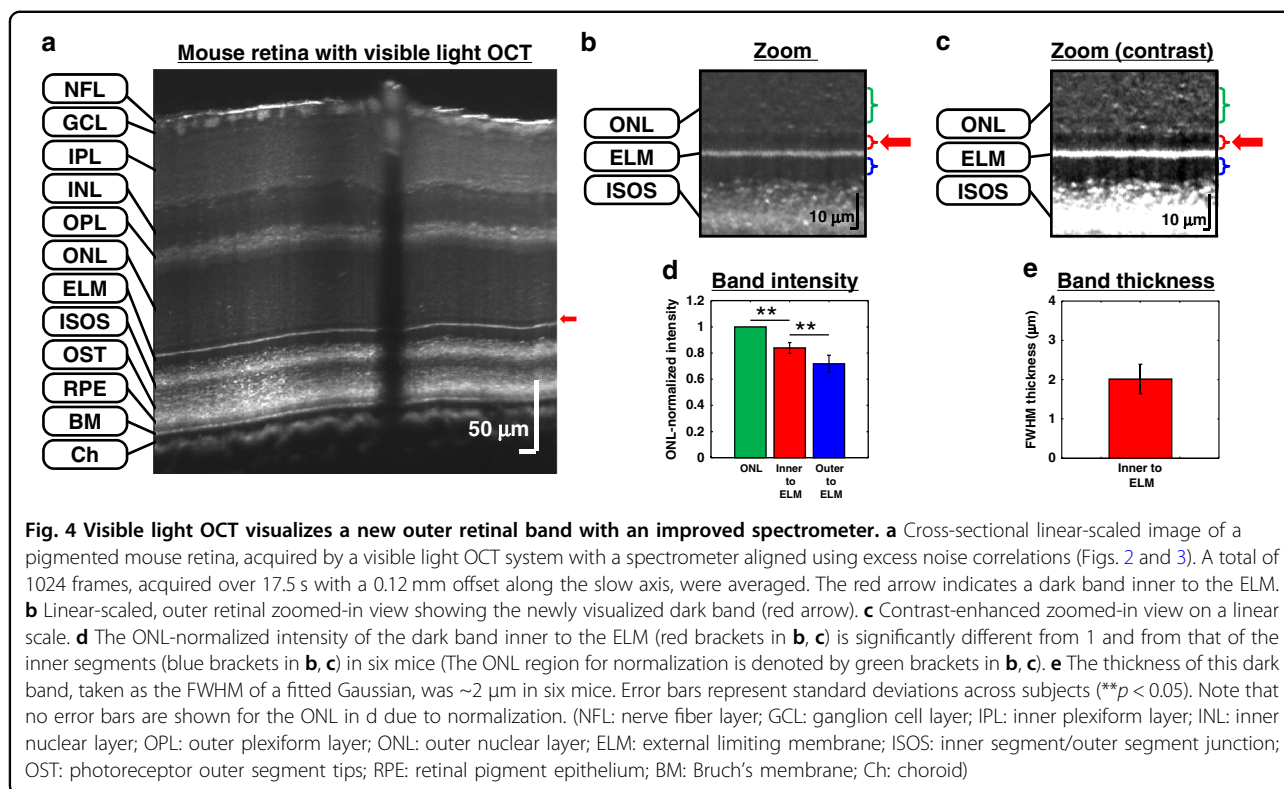 a
Mouse retina with visible light OCT
NFL
GCL
IPL
INL
OPL
ONL
ELM
ISOS
OST
RPE
BM
Ch
50 µm
b
Zoom
ONL
ELM
ISOS
10 µm
c
Zoom (contrast)
ONL
ELM
ISOS
10 µm
d
Band intensity
ONL-normalized intensity
1.2
1
0.8
0.6
0.4
0.2
0
**
**
ONL
Inner
to
ELM
Outer
to
ELM
e
Band thickness
FWHM thickness (µm)
4
3
2
1
0
Inner to
ELM
Fig. 4 Visible light OCT visualizes a new outer retinal band with an improved spectrometer. a Cross-sectional linear-scaled image of a
pigmented mouse retina, acquired by a visible light OCT system with a spectrometer aligned using excess noise correlations (Figs. 2 and 3). A total of
1024 frames, acquired over 17.5 s with a 0.12 mm offset along the slow axis, were averaged. The red arrow indicates a dark band inner to the ELM.
b Linear-scaled, outer retinal zoomed-in view showing the newly visualized dark band (red arrow). c Contrast-enhanced zoomed-in view on a linear
scale. d The ONL-normalized intensity of the dark band inner to the ELM (red brackets in b, c) is significantly different from 1 and from that of the
inner segments (blue brackets in b, c) in six mice (The ONL region for normalization is denoted by green brackets in b, c). e The thickness of this dark
band, taken as the FWHM of a fitted Gaussian, was ~2 µm in six mice. Error bars represent standard deviations across subjects (**p < 0.05). Note that
no error bars are shown for the ONL in d due to normalization. (NFL: nerve fiber layer; GCL: ganglion cell layer; IPL: inner plexiform layer; INL: inner
nuclear layer; OPL: outer plexiform layer; ONL: outer nuclear layer; ELM: external limiting membrane; ISOS: inner segment/outer segment junction;
OST: photoreceptor outer segment tips; RPE: retinal pigment epithelium; BM: Bruch's membrane; Ch: choroid)